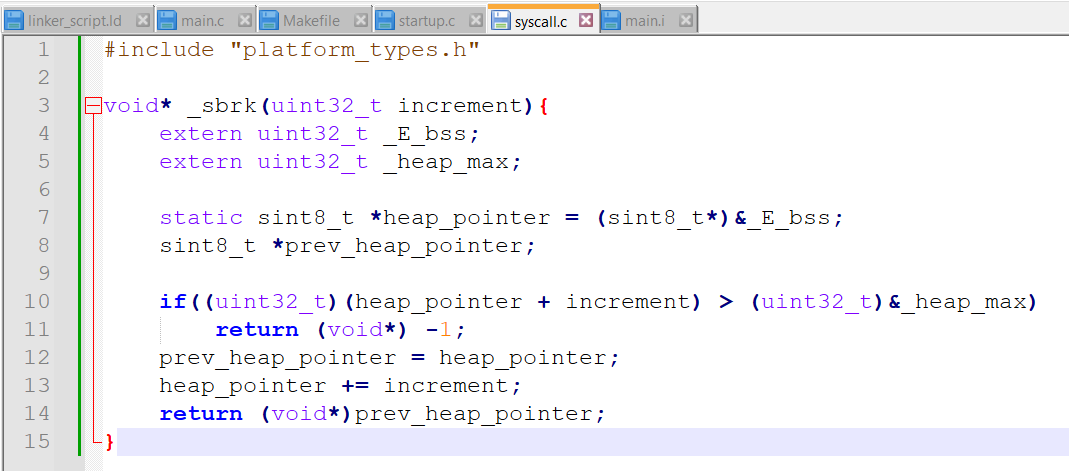 linker_script.ld main.c Makefile startup.c syscall.c main.i
1 #include "platform_types.h"
2
3 void* _sbrk(uint32_t increment){
4 extern uint32_t _E_bss;
5 extern uint32_t _heap_max;
6
7 static sint8_t *heap_pointer = (sint8_t*)&_E_bss;
8 sint8_t *prev_heap_pointer;
9
10 if((uint32_t)(heap_pointer + increment) > (uint32_t)&_heap_max)
11 return (void*) -1;
12 prev_heap_pointer = heap_pointer;
13 heap_pointer += increment;
14 return (void*)prev_heap_pointer;
15 }